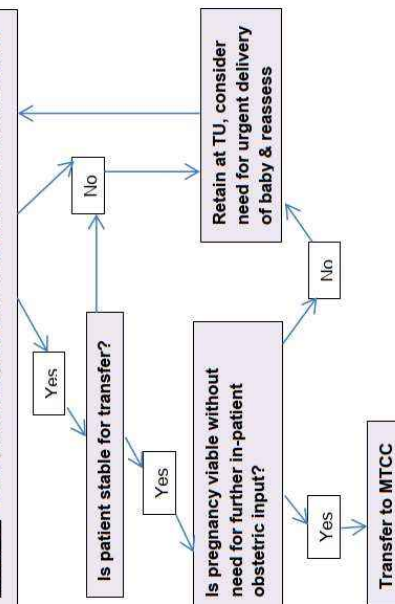 Yes
No
Is patient stable for transfer?
Yes
Retain at TU, consider
need for urgent delivery
of baby & reassess
Is pregnancy viable without
need for further in-patient
obstetric input?
No
Yes
Transfer to MTCC